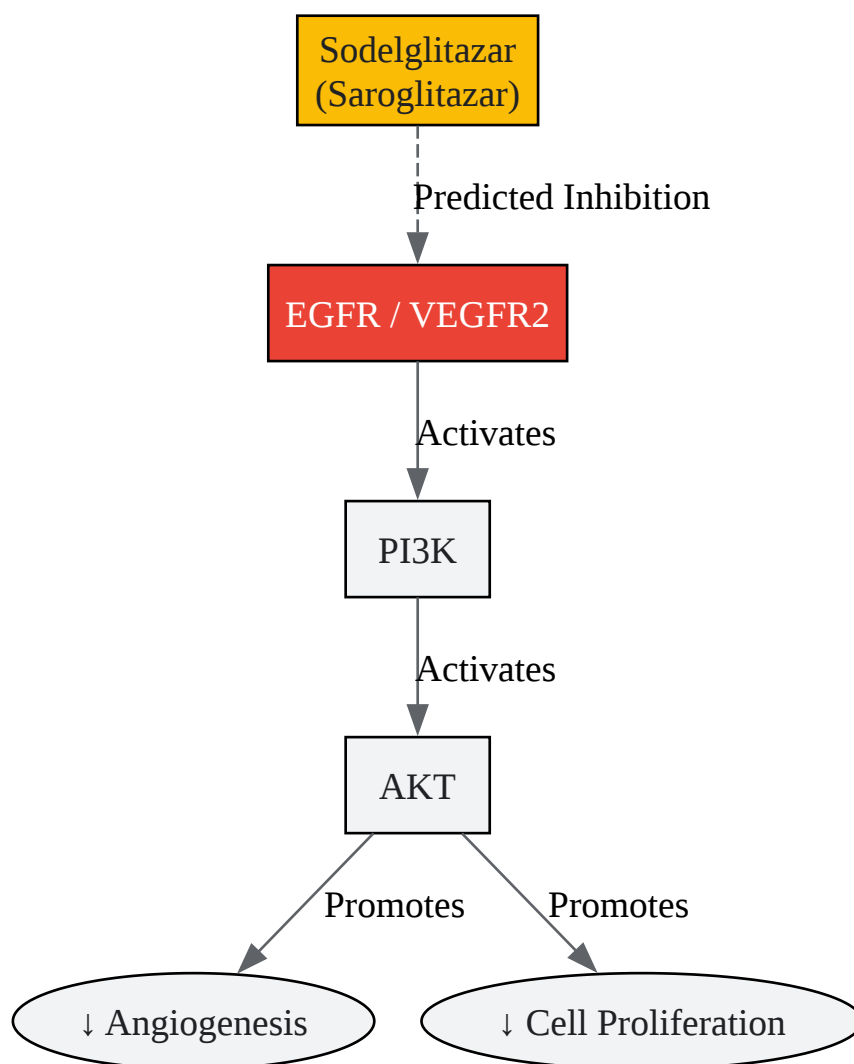 Sodelglitazar
(Saroglitazar)
Predicted Inhibition
EGFR / VEGFR2
Activates
PI3K
Activates
AKT
Promotes
Promotes
↓ Angiogenesis
↓ Cell Proliferation